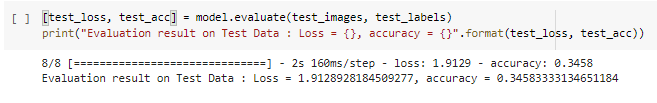 [ ] [test_loss, test_acc] = model.evaluate(test_images, test_labels)
print("Evaluation result on Test Data : Loss = {}, accuracy = {}".format(test_loss, test_acc))
8/8 [==============================] - 2s 160ms/step - loss: 1.9129 - accuracy: 0.3458
Evaluation result on Test Data : Loss = 1.9128928184509277, accuracy = 0.34583333134651184